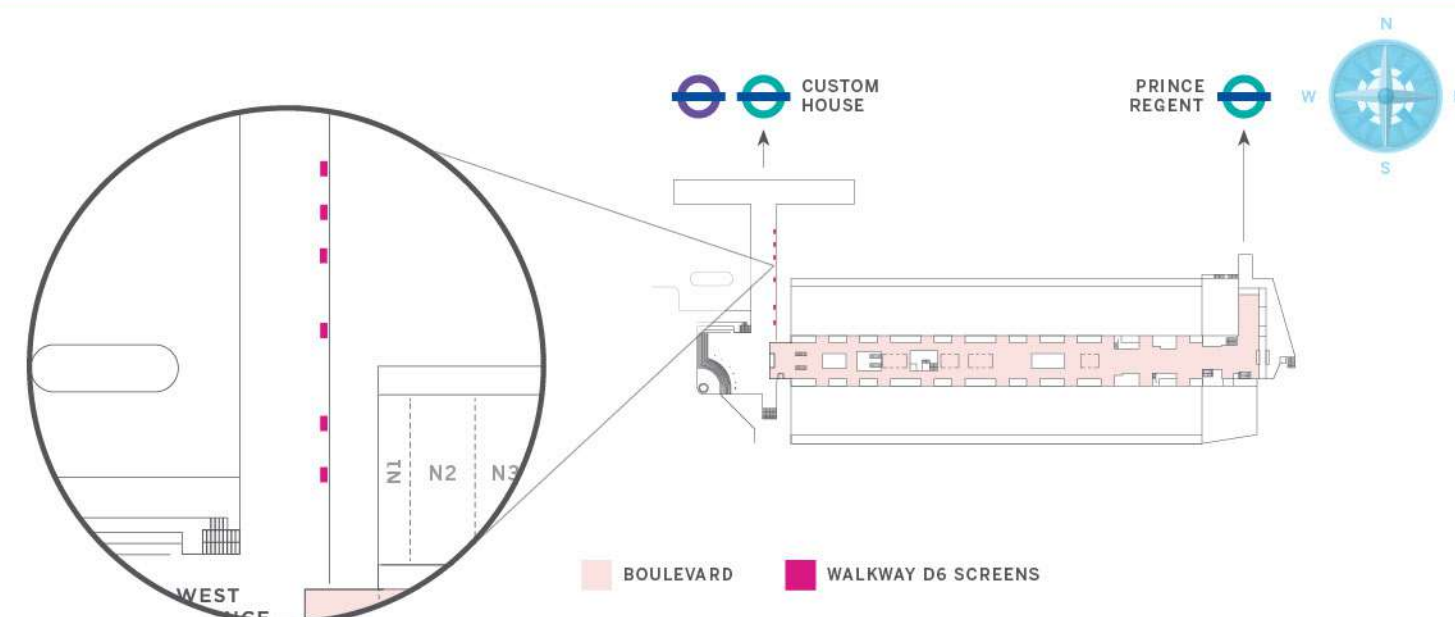 N
CUSTOM
HOUSE
PRINCE
REGENT
W
S
N1
N2
N3
WEST
BOULEVARD
WALKWAY D6 SCREENS